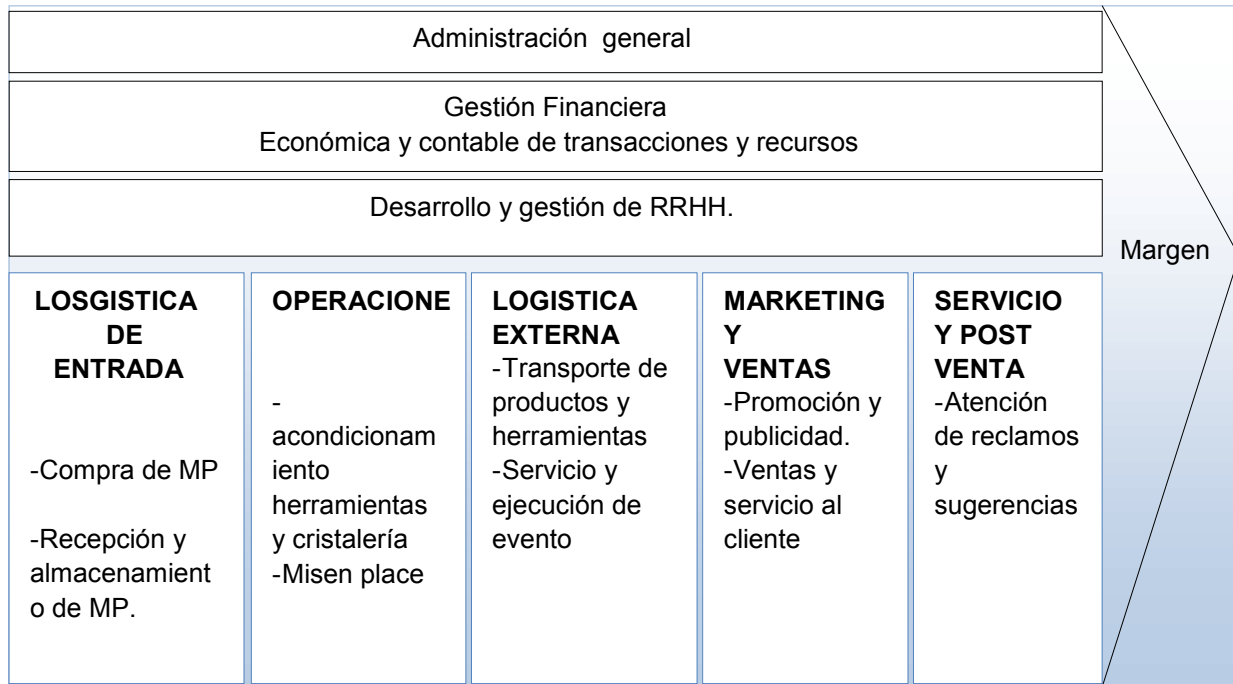 Administración general
Gestión Financiera
Económica y contable de transacciones y recursos
Desarrollo y gestión de RRHH.
Margen
LOSGISTICA
DE
ENTRADA
-Compra de MP
-Recepción y
almacenamient
o de MP.
OPERACIONE
-
acondicionam
iento
herramientas
y cristalería
-Misen place
LOGISTICA
EXTERNA
-Transporte de
productos y
herramientas
-Servicio y
ejecución de
evento
MARKETING
Y
VENTAS
-Promoción y
publicidad.
-Ventas y
servicio al
cliente
SERVICIO
Y POST
VENTA
-Atención
de reclamos
y
sugerencias